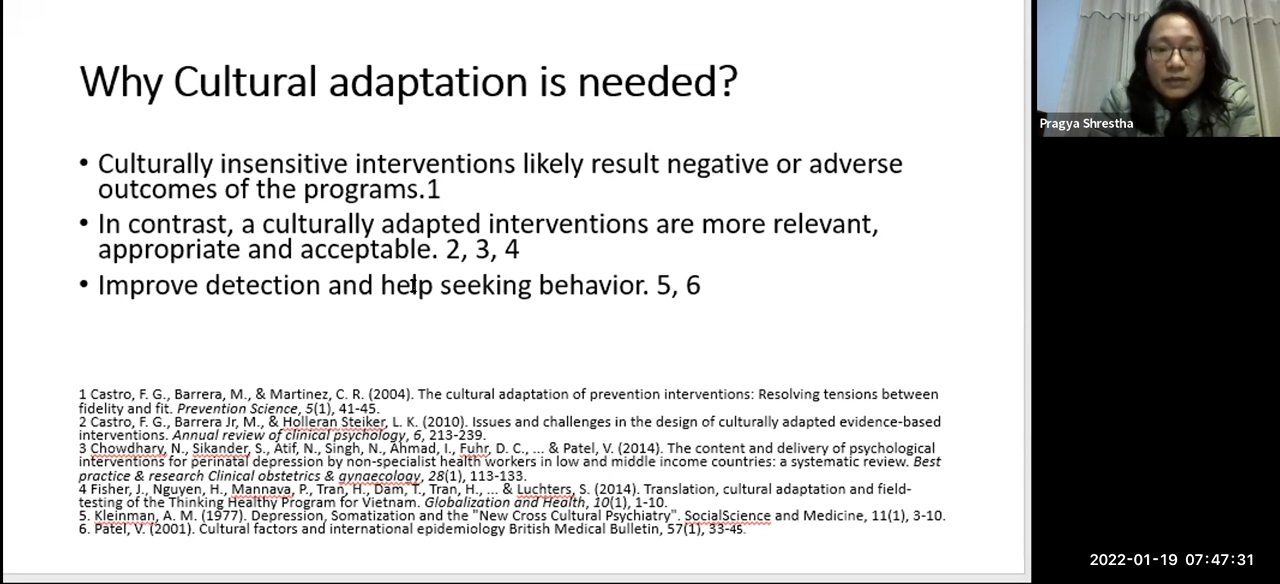 Why Cultural adaptation is needed?
• Culturally insensitive interventions likely result negative or adverse
outcomes of the programs.1
• In contrast, a culturally adapted interventions are more relevant,
appropriate and acceptable. 2, 3, 4
• Improve detection and help seeking behavior. 5, 6
1 Castro, F. G., Barrera, M., & Martinez, C. R. (2004). The cultural adaptation of prevention interventions: Resolving tensions between
fidelity and fit. Prevention Science, 5(1), 41-45.
2 Castro, F. G., Barrera Jr, M., & Holleran Steiker, L. K. (2010). Issues and challenges in the design of culturally adapted evidence-based
interventions. Annual review of clinical psychology, 6, 213-239.
3 Chowdhary, N., Sikander, S., Atif, N., Singh, N., Ahmad, I., Fuhr, D. C., ... & Patel, V. (2014). The content and delivery of psychological
interventions for perinatal depression by non-specialist health workers in low and middle income countries: a systematic review. Best
practice & research Clinical obstetrics & gynaecology, 28(1), 113-133.
4 Fisher, J., Nguyen, H., Mannava, P., Tran, H., Dam, T., Tran, H., ... & Luchters, S. (2014). Translation, cultural adaptation and field-
testing of the Thinking Healthy Program for Vietnam. Globalization and Health, 10(1), 1-10.
5. Kleinman, A. M. (1977). Depression, Somatization and the "New Cross Cultural Psychiatry". SocialScience and Medicine, 11(1), 3-10.
6. Patel, V. (2001). Cultural factors and international epidemiology British Medical Bulletin, 57(1), 33-45.
Pragya Shrestha
2022-01-19 07:47:31